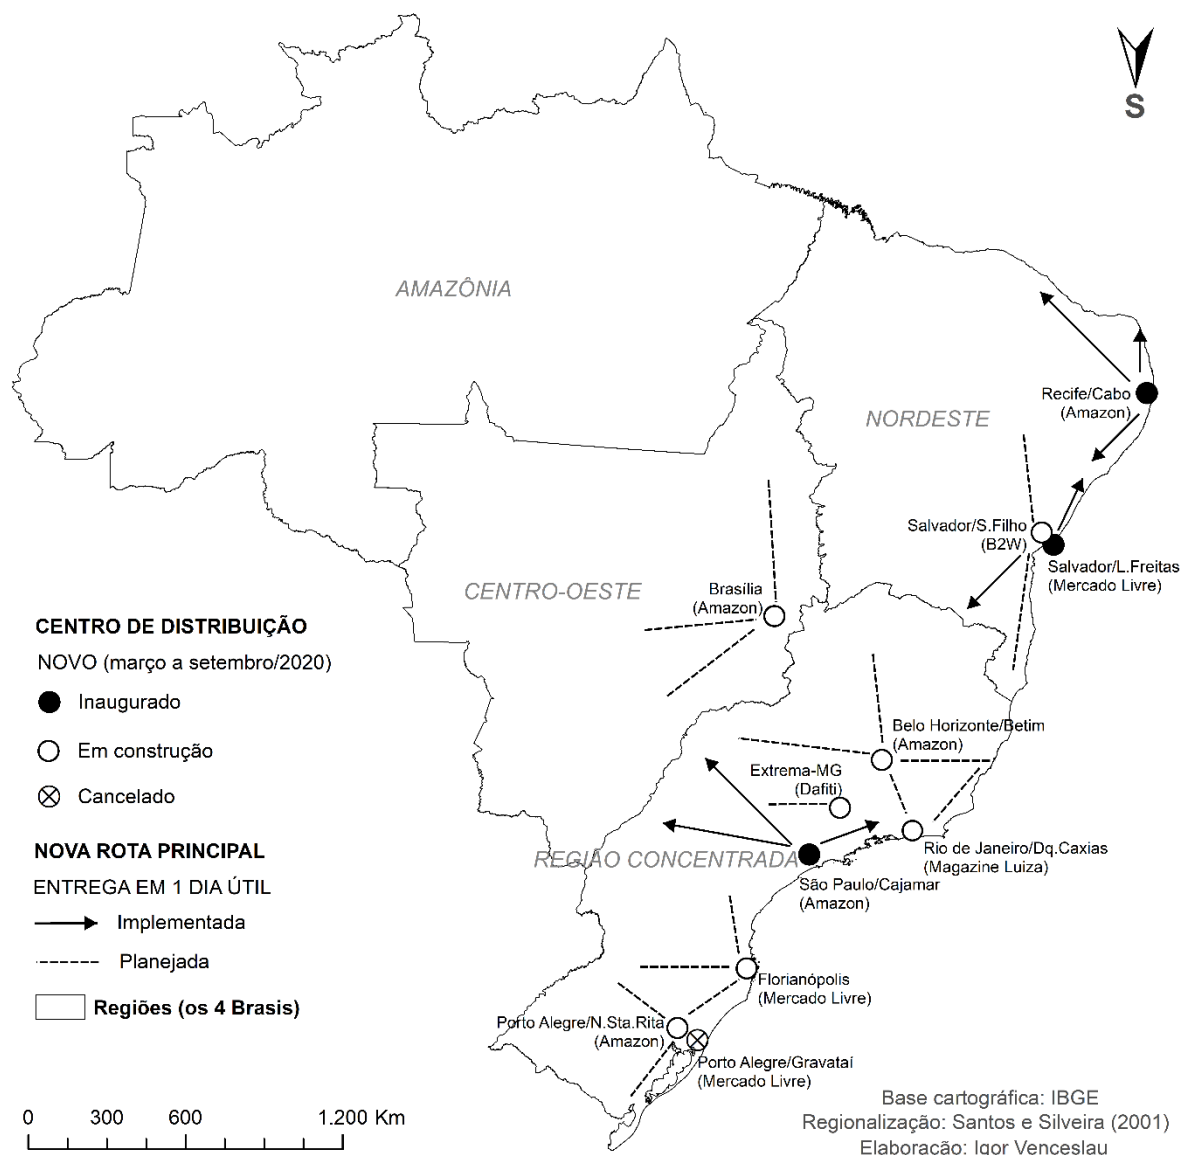 S
AMAZÔNIA
NORDESTE
Recife/Cabo
(Amazon)
Salvador/S.Filho
(B2W)
Salvador/L.Freitas
(Mercado Livre)
CENTRO-OESTE
Brasília
(Amazon)
Belo Horizonte/Betim
(Amazon)
Extrema-MG
(Dafiti)
Rio de Janeiro/Dq.Caxias
(Magazine Luiza)
REGIÃO CONCENTRADA
São Paulo/Cajamar
(Amazon)
Florianópolis
(Mercado Livre)
Porto Alegre/N.Sta.Rita
(Amazon)
Porto Alegre/Gravataí
(Mercado Livre)
CENTRO DE DISTRIBUIÇÃO
NOVO (março a setembro/2020)
Inaugurado
Em construção
Cancelado
NOVA ROTA PRINCIPAL
ENTREGA EM 1 DIA ÚTIL
Implementada
Planejada
Regiões (os 4 Brasis)
0 600 1.200 Km
Base cartográfica: IBGE
Regionalização: Santos e Silveira (2001)
Elaboração: Igor Venceslau